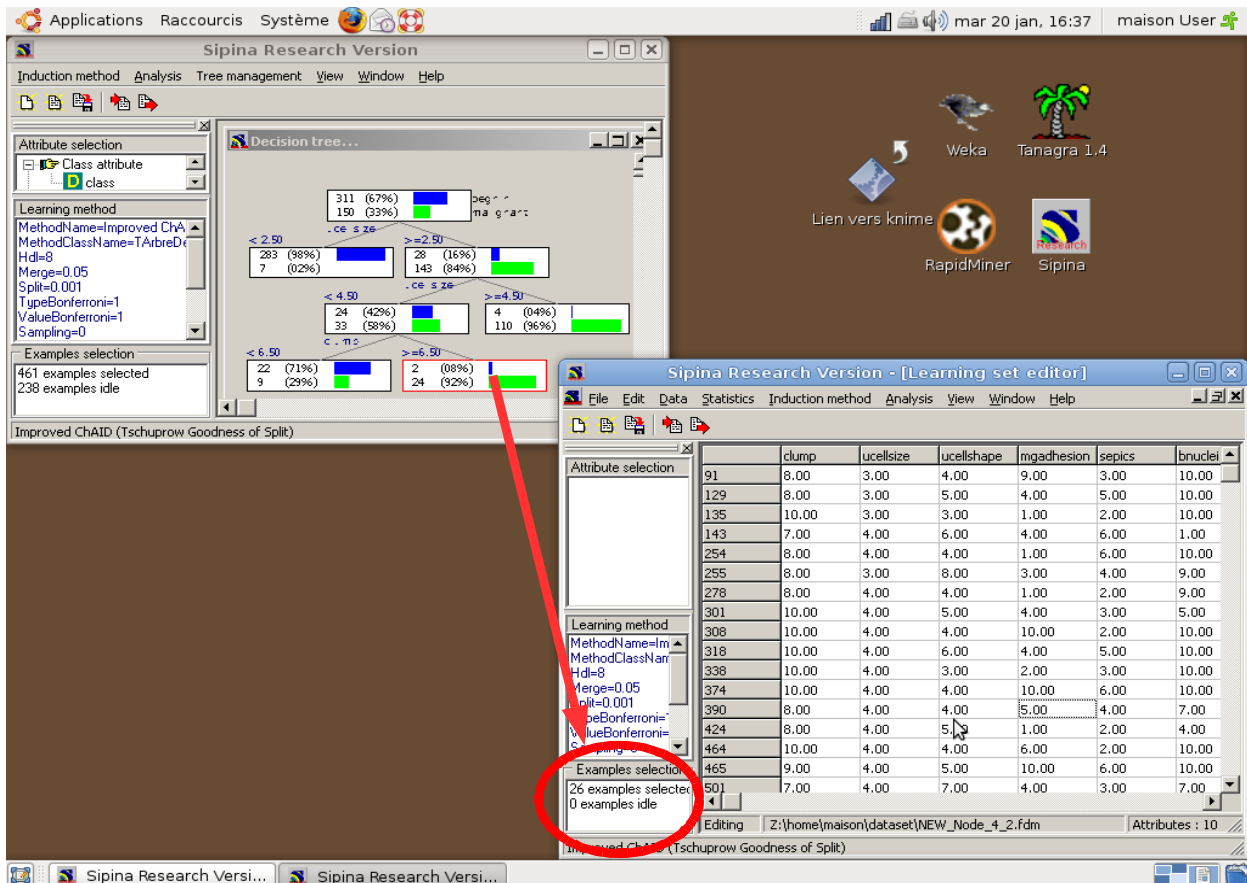 Applications Raccourcis Système
mar 20 jan, 16:37
maison User
Sipina Research Version
Induction method Analysis Tree management View Window Help
Attribute selection
Class attribute
D class
Learning method
MethodName=Improved ChA
MethodClassName=TArbreDe
Hdl=8
Merge=0.05
Split=0.001
TypeBonferroni=1
ValueBonferroni=1
Sampling=0
Examples selection
461 examples selected
238 examples idle
Improved ChAID (Tschuprow Goodness of Split)
Decision tree...
311 (67%)
150 (33%)
< 2.50 >=2.50
283 (98%) 28 (16%)
7 (02%) 143 (84%)
< 4.50 >=4.50
24 (42%) 4 (04%)
33 (58%) 110 (96%)
< 6.50 >=6.50
22 (71%) 2 (08%)
9 (29%) 24 (92%)
Weka
Tanagra 1.4
Lien vers knime
RapidMiner
Research
Sipina
Sipina Research Version - [Learning set editor]
File Edit Data Statistics Induction method Analysis View Window Help
Attribute selection
Learning method
MethodName=Im
MethodClassNam
Hdl=8
Merge=0.05
Split=0.001
Examples selection
26 examples selected
0 examples idle
clump ucellsize ucellshape mgadhesion sepics bnuclei
91 8.00 3.00 4.00 9.00 3.00 10.00
129 8.00 3.00 5.00 4.00 5.00 10.00
135 10.00 3.00 3.00 1.00 2.00 10.00
143 7.00 4.00 6.00 4.00 6.00 1.00
254 8.00 4.00 4.00 1.00 6.00 10.00
255 8.00 3.00 8.00 3.00 4.00 9.00
278 8.00 4.00 4.00 1.00 2.00 9.00
301 10.00 4.00 5.00 4.00 3.00 5.00
308 10.00 4.00 4.00 10.00 2.00 10.00
318 10.00 4.00 6.00 4.00 5.00 10.00
338 10.00 4.00 3.00 2.00 3.00 10.00
374 10.00 4.00 4.00 10.00 6.00 10.00
390 8.00 4.00 4.00 5.00 4.00 7.00
424 8.00 4.00 1.00 2.00 4.00
464 10.00 4.00 4.00 6.00 2.00 10.00
465 9.00 4.00 5.00 10.00 6.00 10.00
501 7.00 4.00 7.00 4.00 3.00 7.00
Editing Z:\home\maison\dataset\NEW_Node_4_2.fdm Attributes : 10
Improved ChAID (Tschuprow Goodness of Split)
Sipina Research Versi...
Sipina Research Versi...